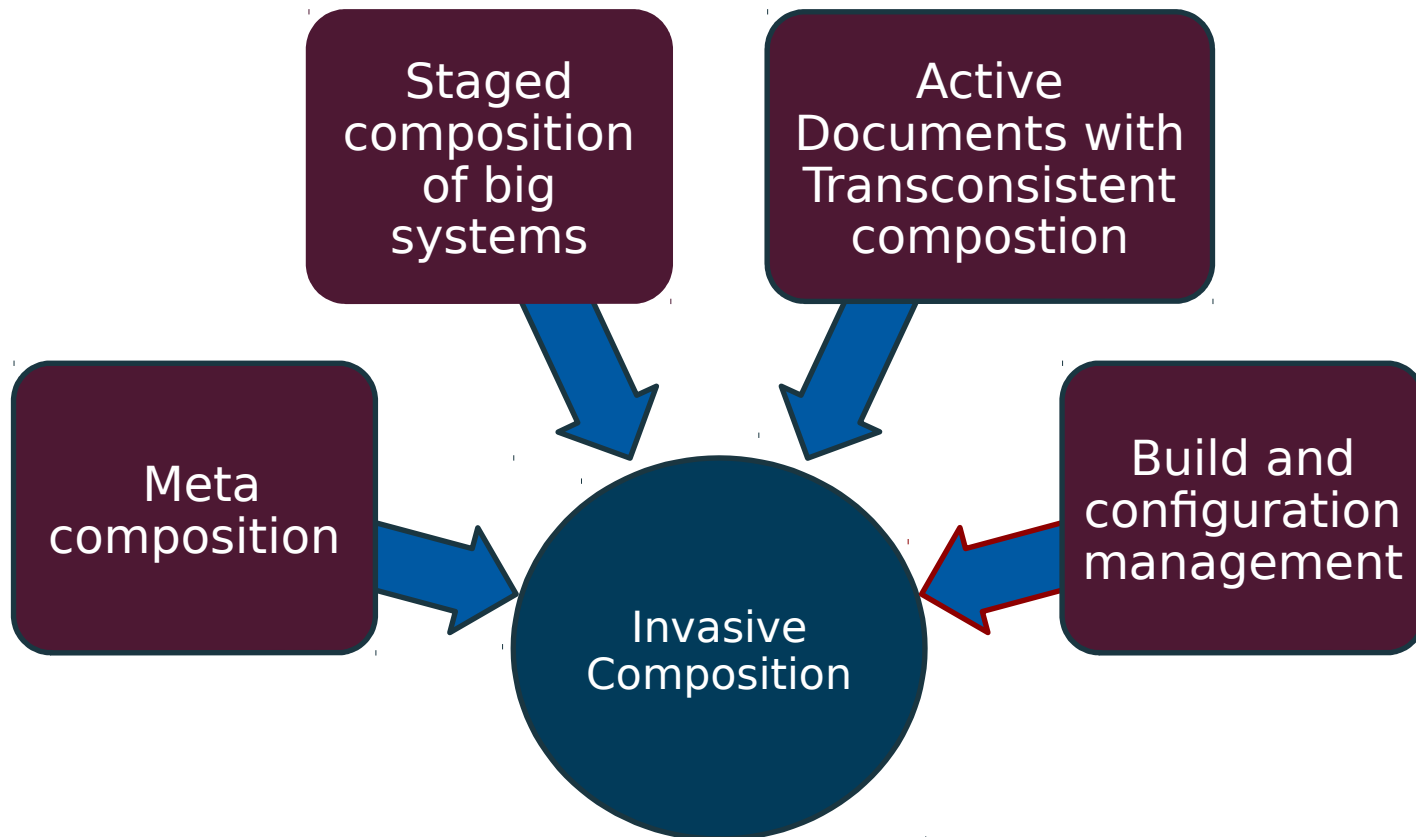 Staged
composition
of big
systems
Active
Documents with
Transconsistent
compostion
Meta
composition
Build and
configuration
management
Invasive
Composition